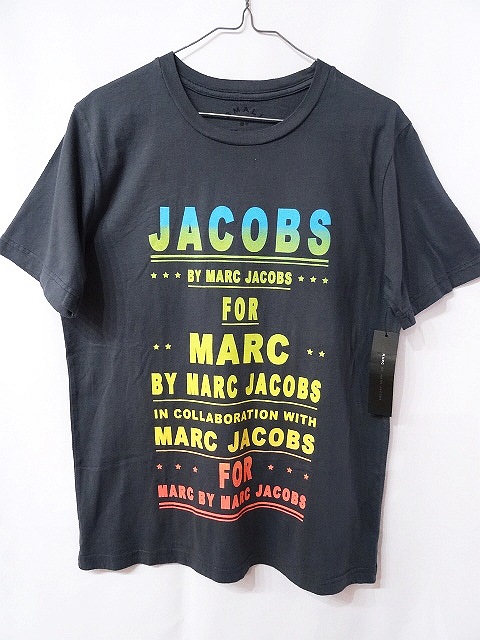 SMALL
JACOBS
BY MARC JACOBS
FOR
MARC
BY MARC JACOBS
IN COLLABORATION WITH
MARC JACOBS
FOR
MARC BY MARC JACOBS